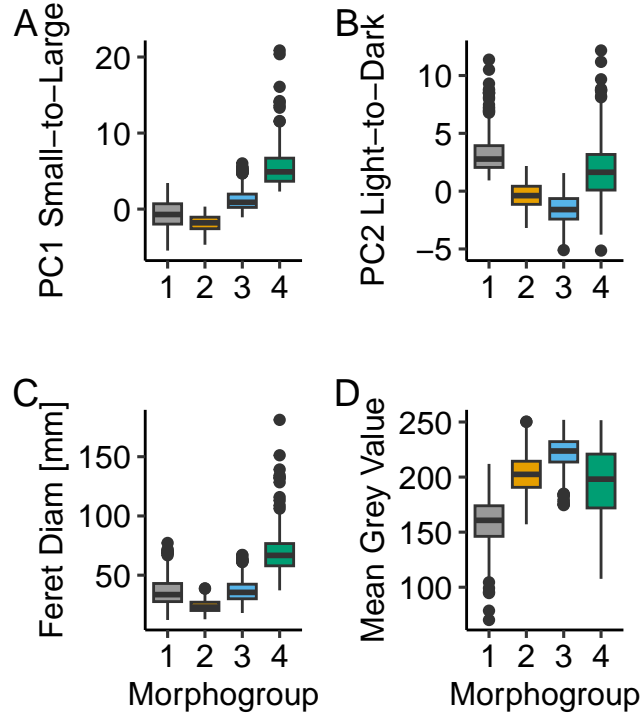 A
PC1 Small−to−Large
20
10
0
1 2 3 4
B
PC2 Light−to−Dark
10
5
0
−5
1 2 3 4
C
Feret Diam [mm]
150
100
50
1 2 3 4
Morphogroup
D
Mean Grey Value
250
200
150
100
1 2 3 4
Morphogroup